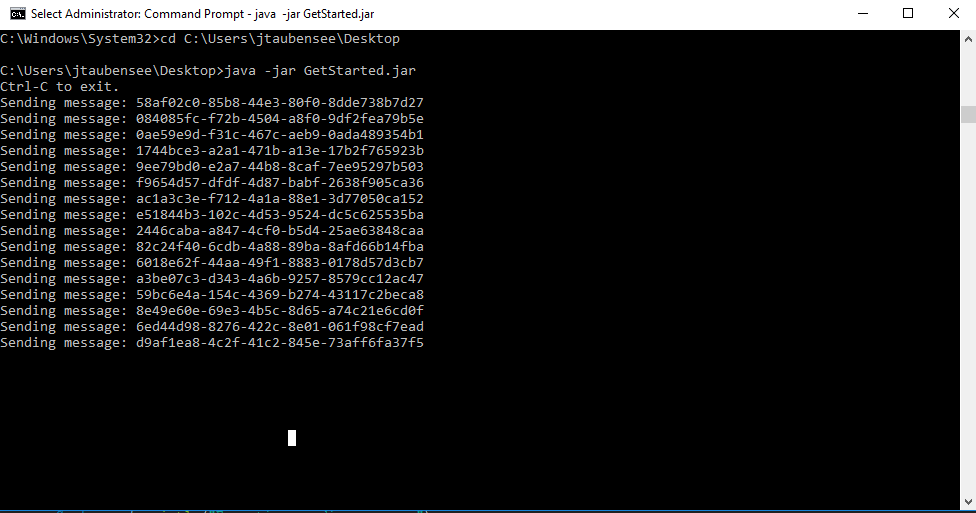 Select Administrator: Command Prompt - java  -jar GetStarted.jar
C:\Windows\System32>cd C:\Users\jtaubensee\Desktop
C:\Users\jtaubensee\Desktop>java -jar GetStarted.jar
Ctrl-C to exit.
Sending message: 58af02c0-85b8-44e3-80f0-8dde738b7d27
Sending message: 084085fc-f72b-4504-a8f0-9df2fea79b5e
Sending message: 0ae59e9d-f31c-467c-aeb9-0ada489354b1
Sending message: 1744bce3-a2a1-471b-a13e-17b2f765923b
Sending message: 9ee79bd0-e2a7-44b8-8caf-7ee95297b503
Sending message: f9654d57-dfdf-4d87-babf-2638f905ca36
Sending message: ac1a3c3e-f712-4a1a-88e1-3d77050ca152
Sending message: e51844b3-102c-4d53-9524-dc5c625535ba
Sending message: 2446caba-a847-4cf0-b5d4-25ae63848caa
Sending message: 82c24f40-6cdb-4a88-89ba-8afd66b14fba
Sending message: 6018e62f-44aa-49f1-8883-0178d57d3cb7
Sending message: a3be07c3-d343-4a6b-9257-8579cc12ac47
Sending message: 59bc6e4a-154c-4369-b274-43117c2beca8
Sending message: 8e49e60e-69e3-4b5c-8d65-a74c21e6cd0f
Sending message: 6ed44d98-8276-422c-8e01-061f98cf7ead
Sending message: d9af1ea8-4c2f-41c2-845e-73aff6fa37f5